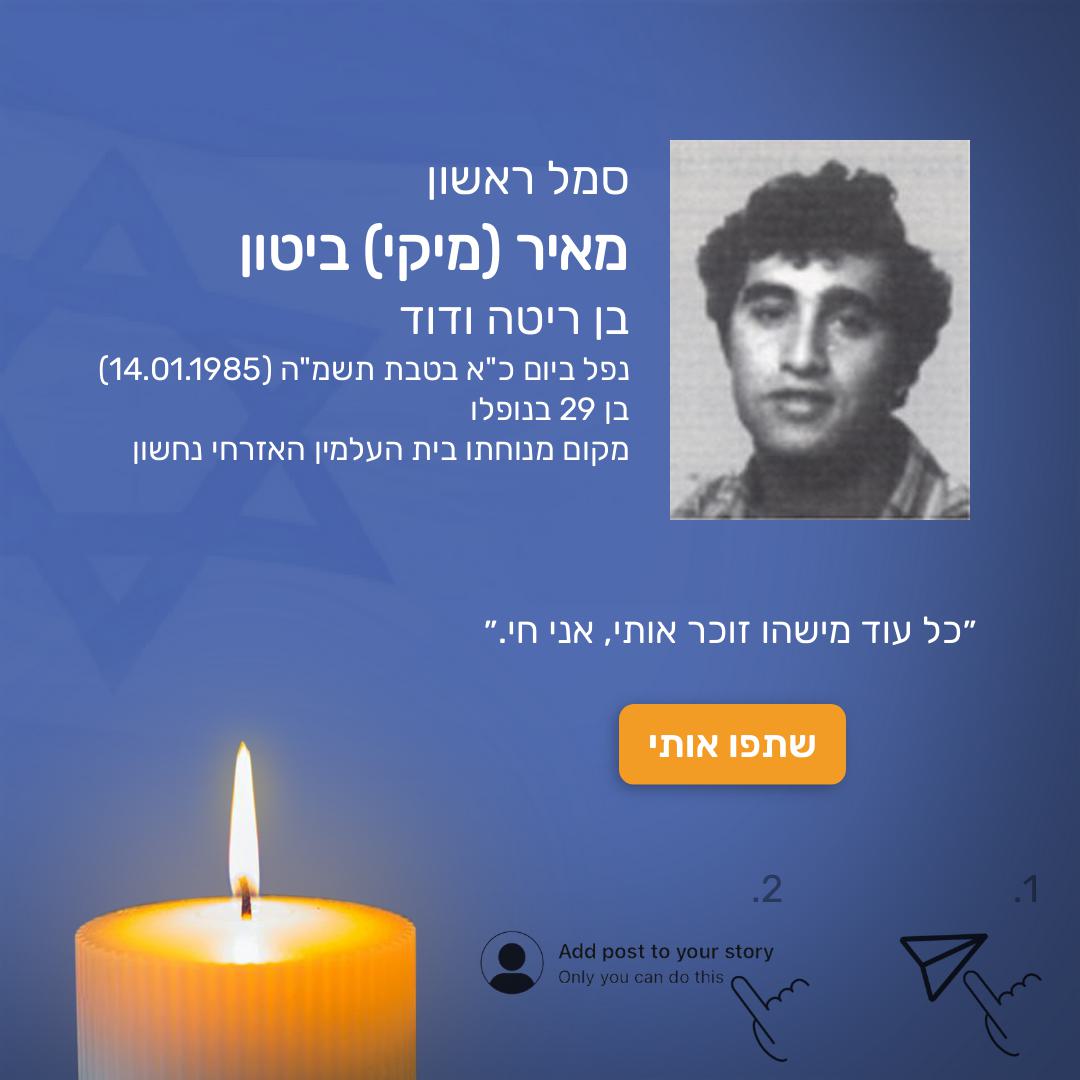 סמל ראשון
מאיר (מיקי) ביטון
בן ריטה ודוד
נפל ביום כ"א בטבת תשמ"ה (14.01.1985)
בן 29 בנופלו
מקום מנוחתו בית העלמין האזרחי נחשון
״כל עוד מישהו זוכר אותי, אני חי.״
שתפו אותי
.1
.2
Add post to your story
Only you can do this